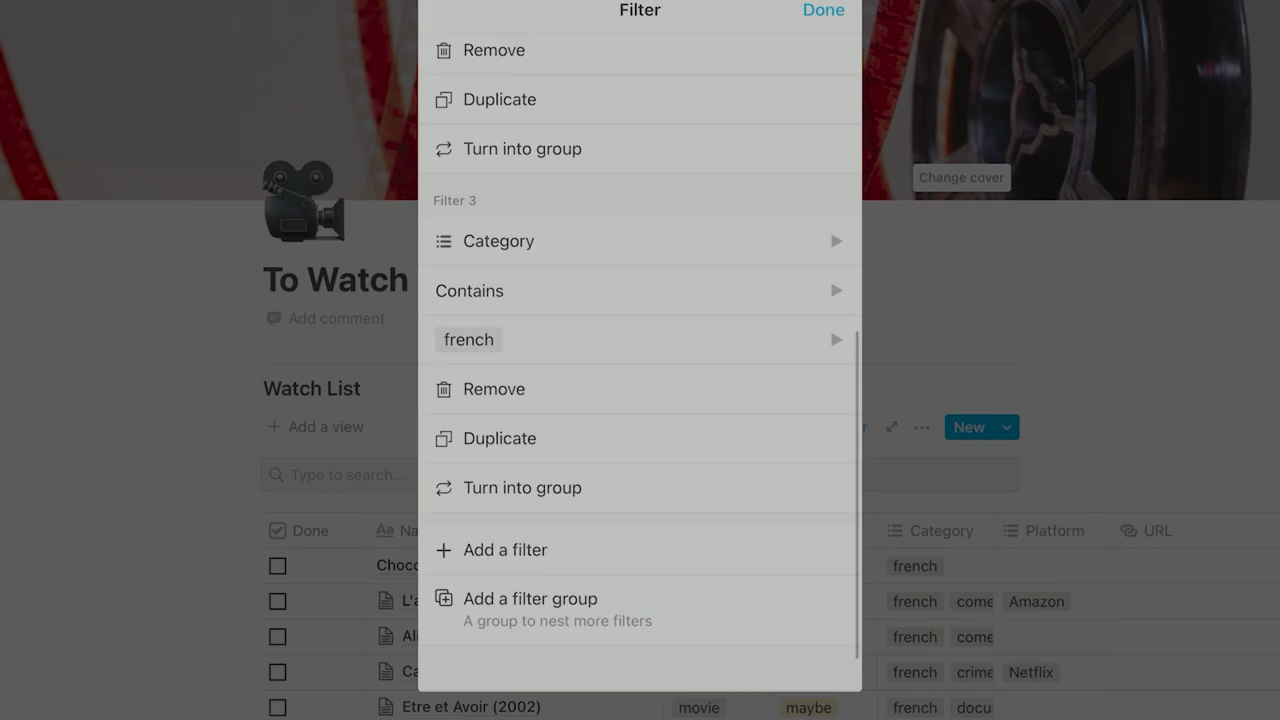 Filter
Done
Remove
Duplicate
Turn into group
Change cover
Filter 3
Category
Contains
To Watch
Add comment
french
Watch List
Remove
Add a view
New
Duplicate
Type to search...
Turn into group
Done
Aa Na
Category
Platform
URL
Add a filter
Choco
french
Add a filter group
L'a
french come
Amazon
A group to nest more filters
Ali
french come
Ca
french crime
Netflix
Etre et Avoir (2002)
movie
maybe
french docu